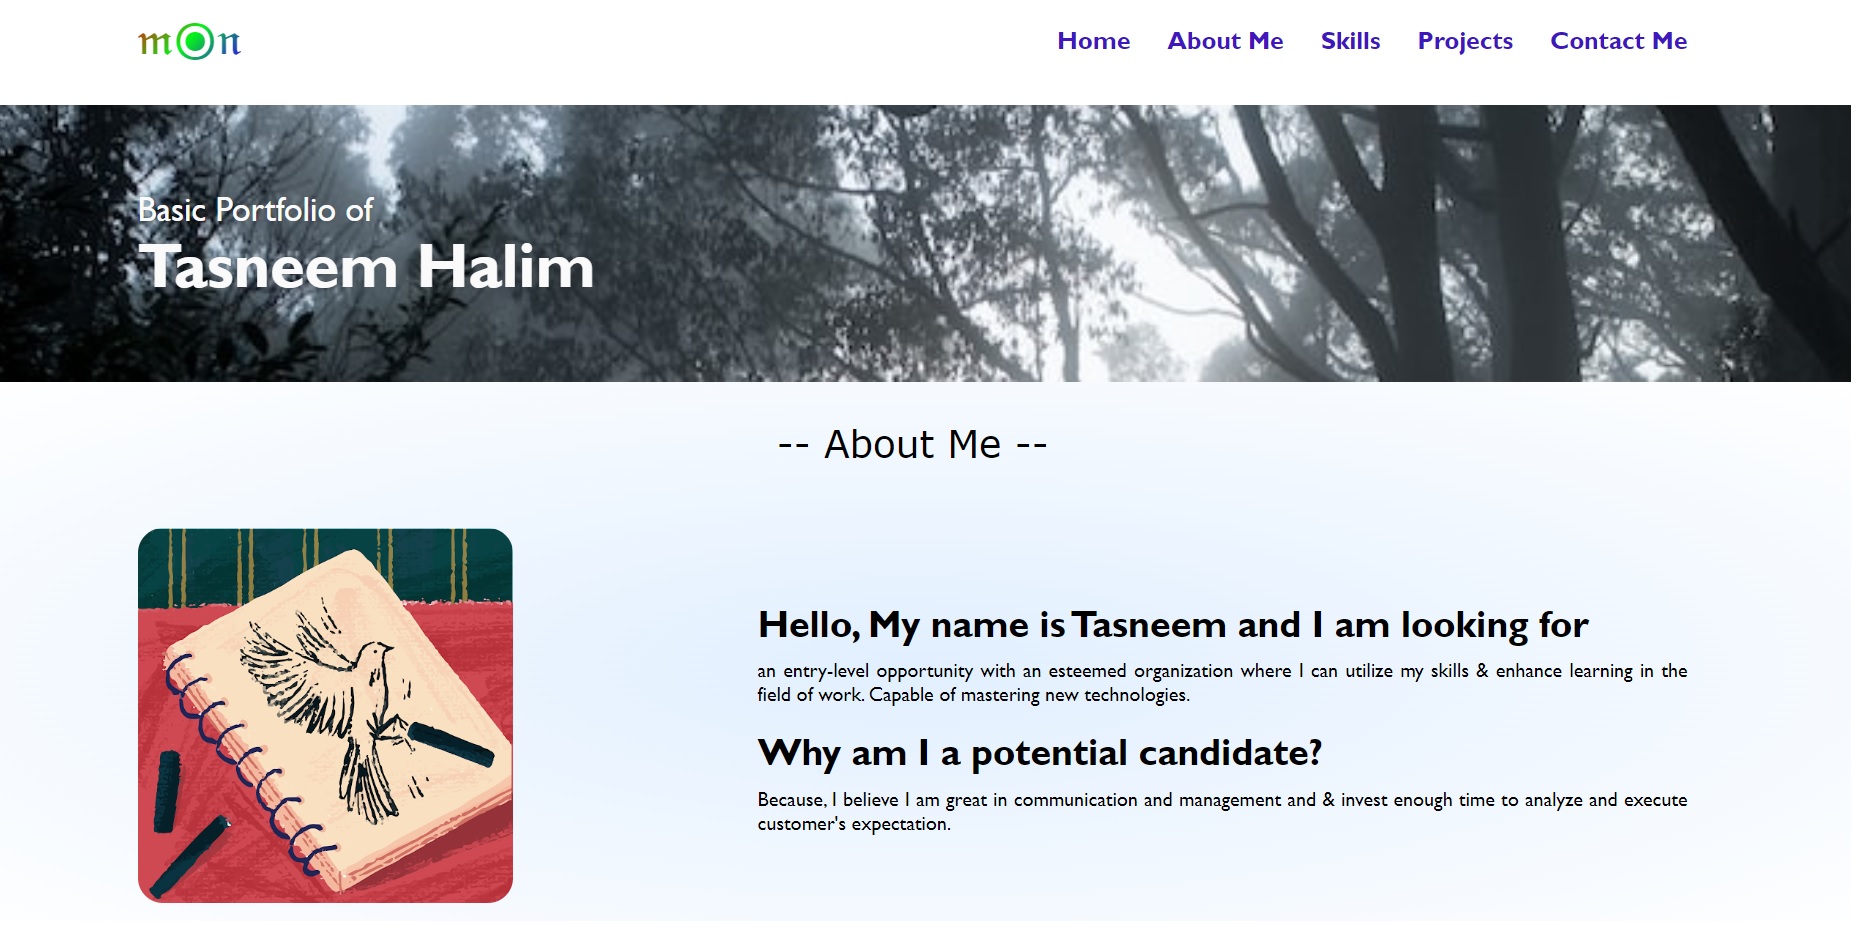 mon
Home About Me Skills Projects Contact Me
Basic Portfolio of
Tasneem Halim
-- About Me --
Hello, My name is Tasneem and I am looking for
an entry-level opportunity with an esteemed organization where I can utilize my skills & enhance learning in the
field of work. Capable of mastering new technologies.
Why am I a potential candidate?
Because, I believe I am great in communication and management and & invest enough time to analyze and execute
customer's expectation.